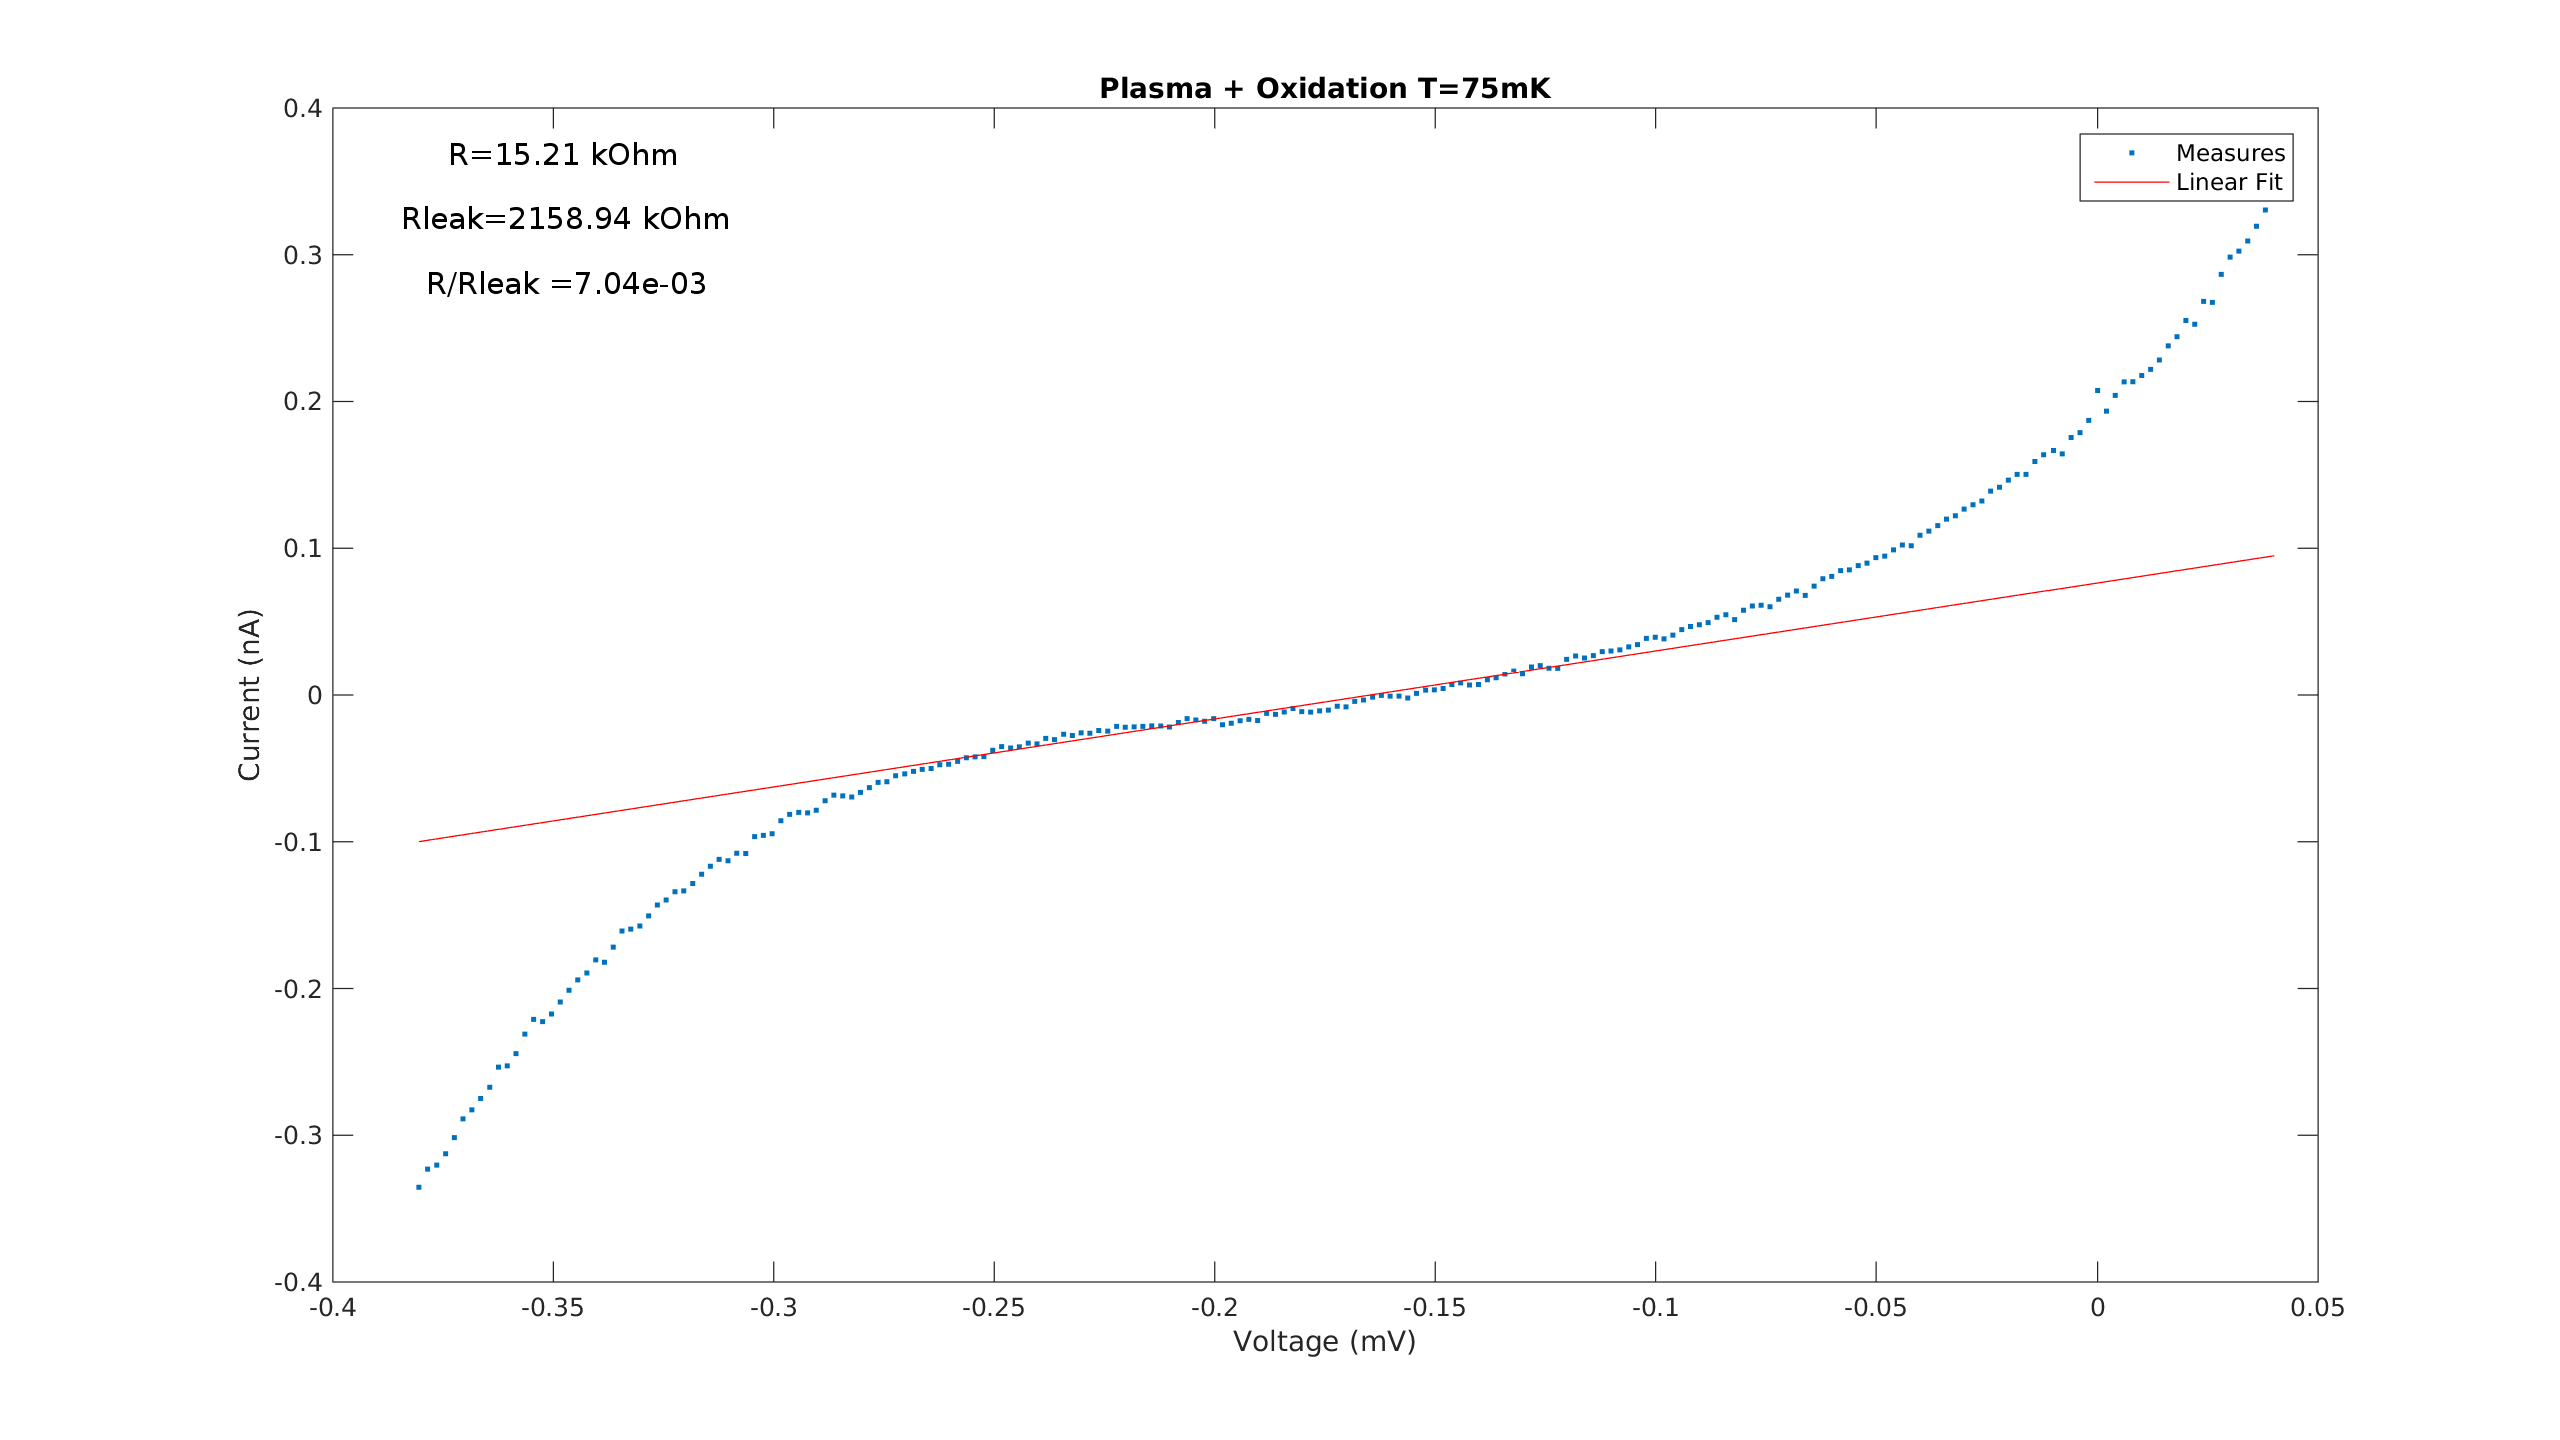 Plasma + Oxidation T=75mK
R=15.21 kOhm
Rleak=2158.94 kOhm
R/Rleak =7.04e-03
Measures
Linear Fit
0.4
0.3
0.2
0.1
0
-0.1
-0.2
-0.3
-0.4
Current (nA)
-0.4 -0.35 -0.3 -0.25 -0.2 -0.15 -0.1 -0.05 0 0.05
Voltage (mV)